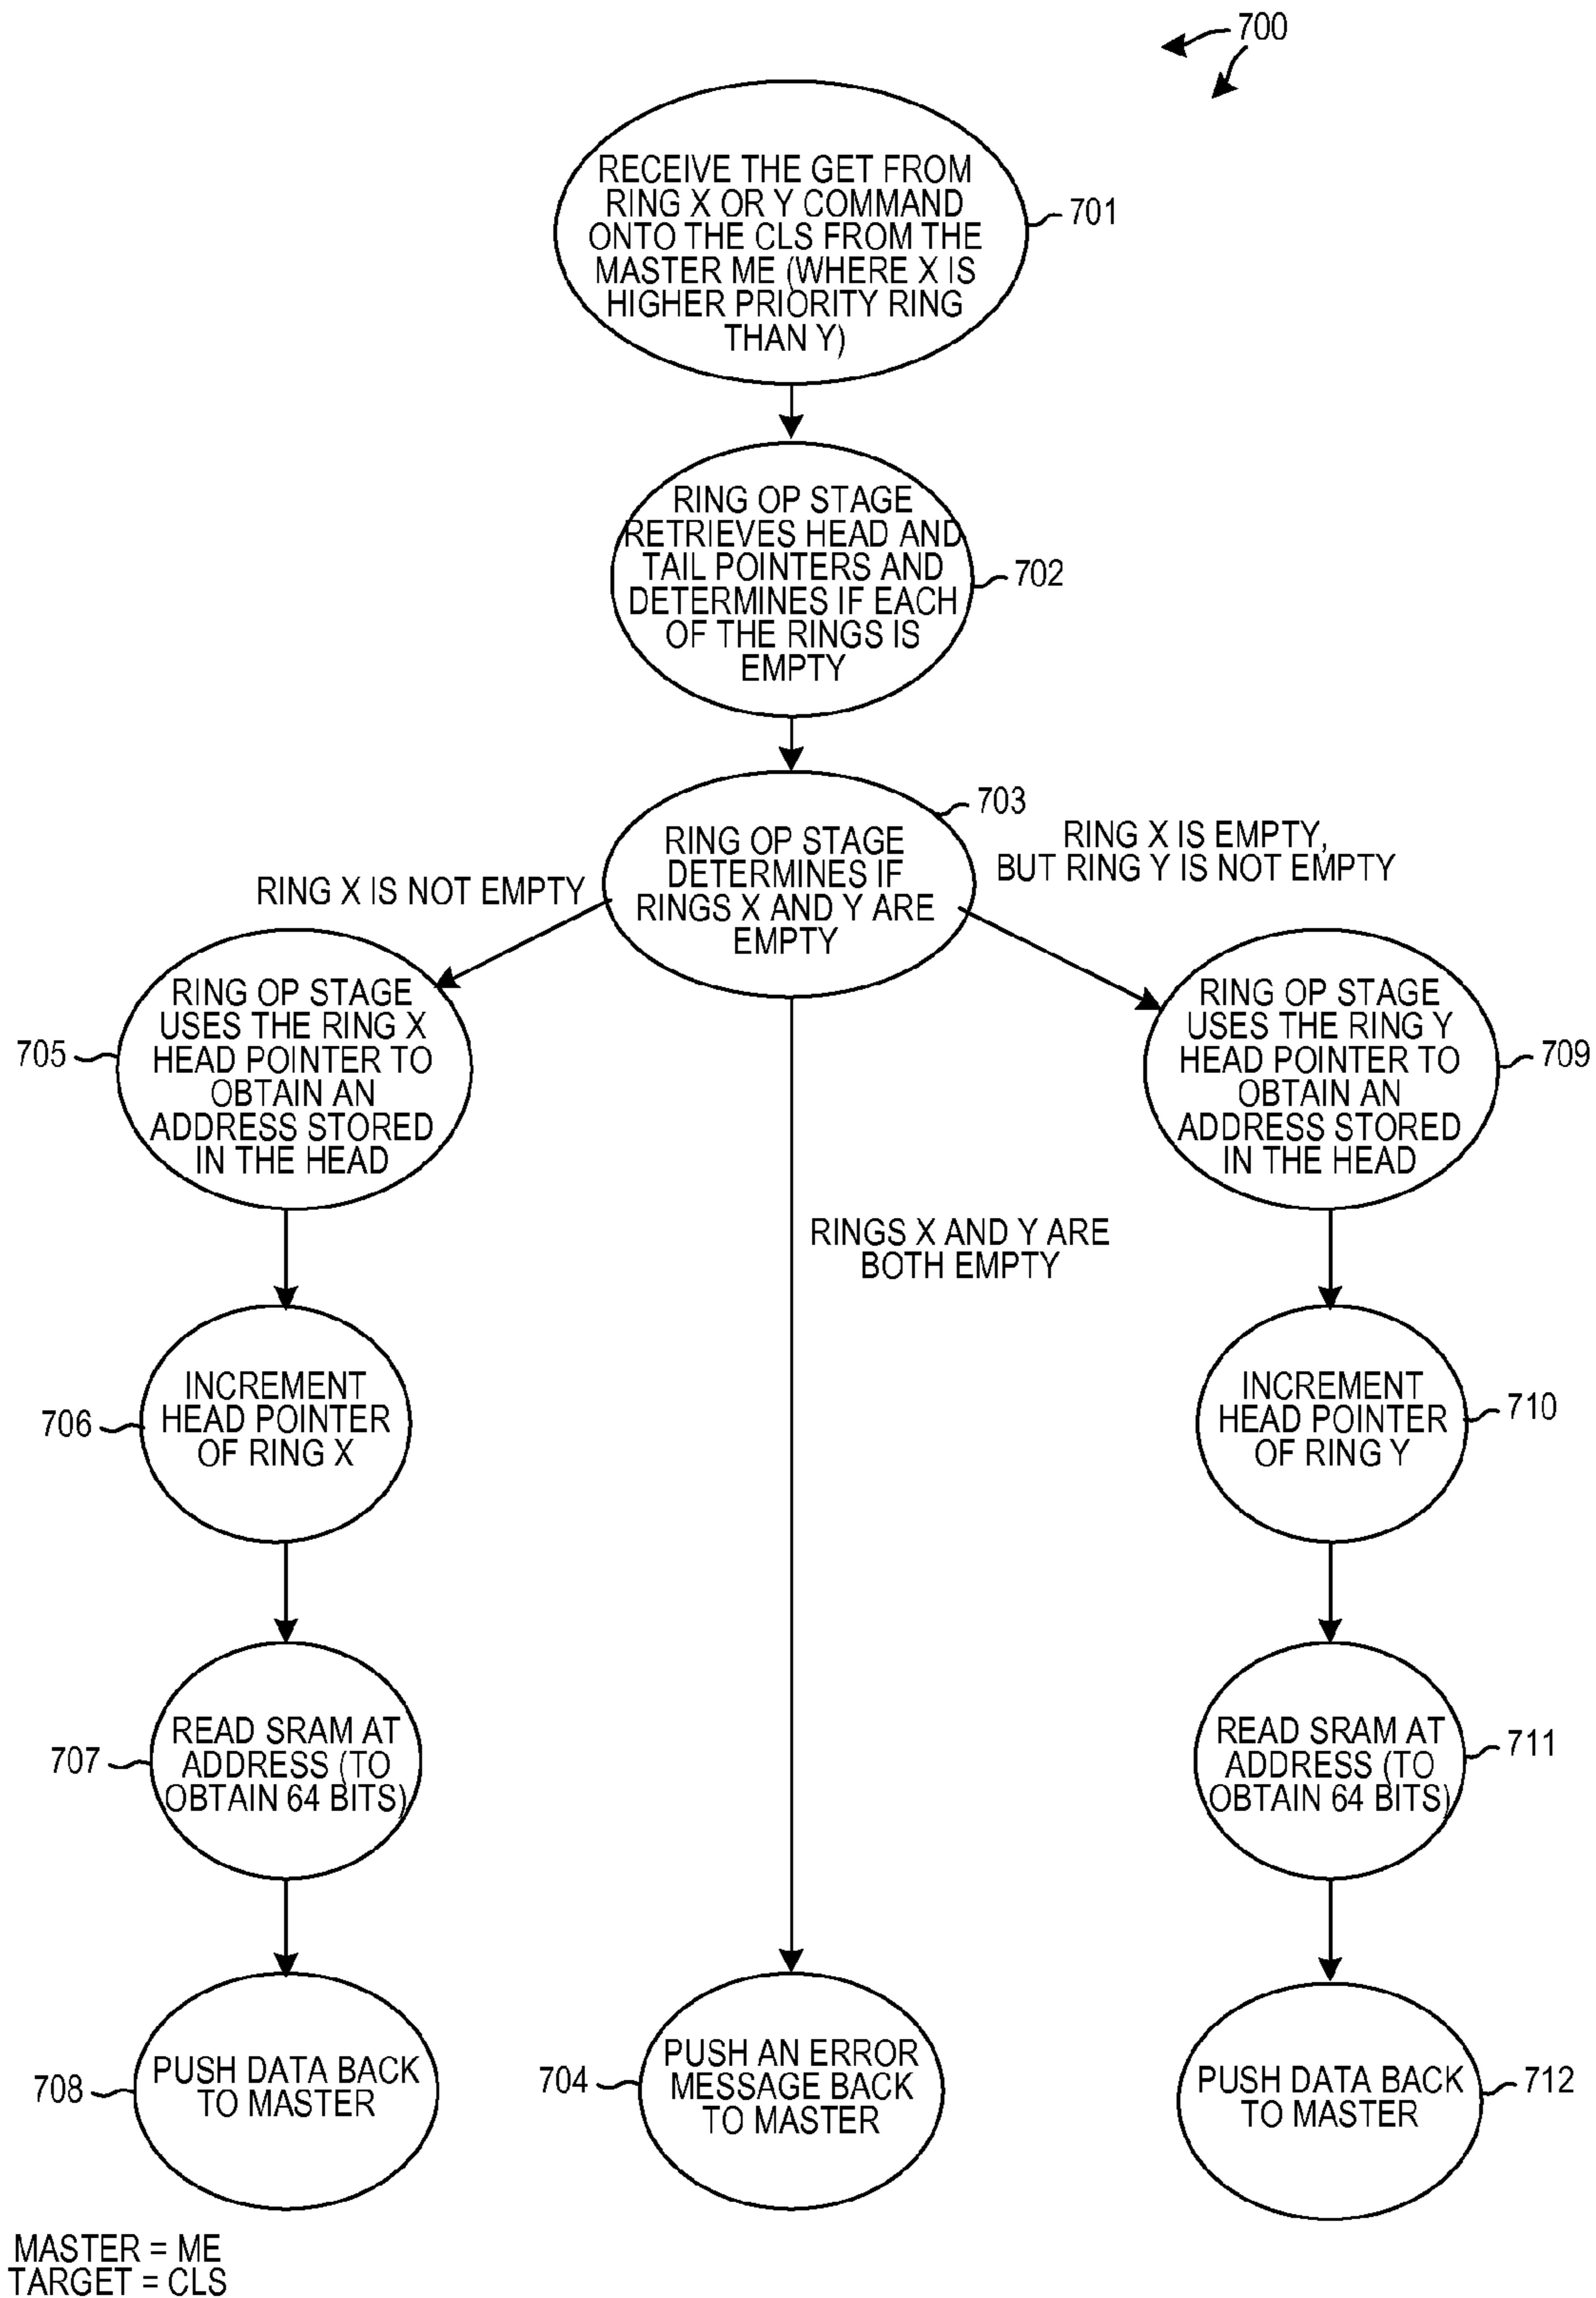 700
RECEIVE THE GET FROM
RING X OR Y COMMAND
ONTO THE CLS FROM THE
MASTER ME (WHERE X IS
HIGHER PRIORITY RING
THAN Y)
701
RING OP STAGE
RETRIEVES HEAD AND
TAIL POINTERS AND
DETERMINES IF EACH
OF THE RINGS IS
EMPTY
702
703
RING OP STAGE
DETERMINES IF
RINGS X AND Y ARE
EMPTY
RING X IS NOT EMPTY
RING X IS EMPTY,
BUT RING Y IS NOT EMPTY
RING OP STAGE
USES THE RING X
HEAD POINTER TO
OBTAIN AN
ADDRESS STORED
IN THE HEAD
705
RING OP STAGE
USES THE RING Y
HEAD POINTER TO
OBTAIN AN
ADDRESS STORED
IN THE HEAD
709
RINGS X AND Y ARE
BOTH EMPTY
INCREMENT
HEAD POINTER
OF RING X
706
INCREMENT
HEAD POINTER
OF RING Y
710
READ SRAM AT
ADDRESS (TO
OBTAIN 64 BITS)
707
READ SRAM AT
ADDRESS (TO
OBTAIN 64 BITS)
711
PUSH DATA BACK
TO MASTER
708
PUSH AN ERROR
MESSAGE BACK
TO MASTER
704
PUSH DATA BACK
TO MASTER
712
MASTER = ME
TARGET = CLS